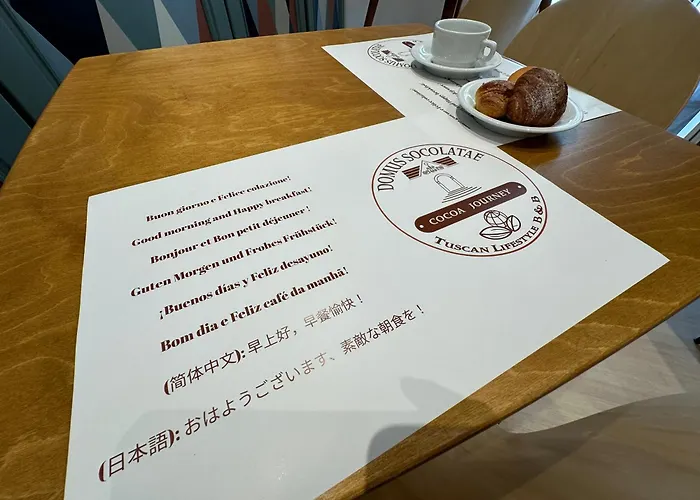 Buon giorno e Felice colazione!
Good morning and Happy breakfast!
Bonjour et Bon petit déjeuner!
Guten Morgen und Frohes Frühstück!
¡Buenos días y Feliz desayuno!
Bom dia e Feliz café da manhã!
(简体中文): 早上好，早餐愉快！
(日本語): おはようございます、素敵な朝食を！
DOMUS SOCOLATAE
COCOA JOURNEY
TUSCAN LIFESTYLE B & B